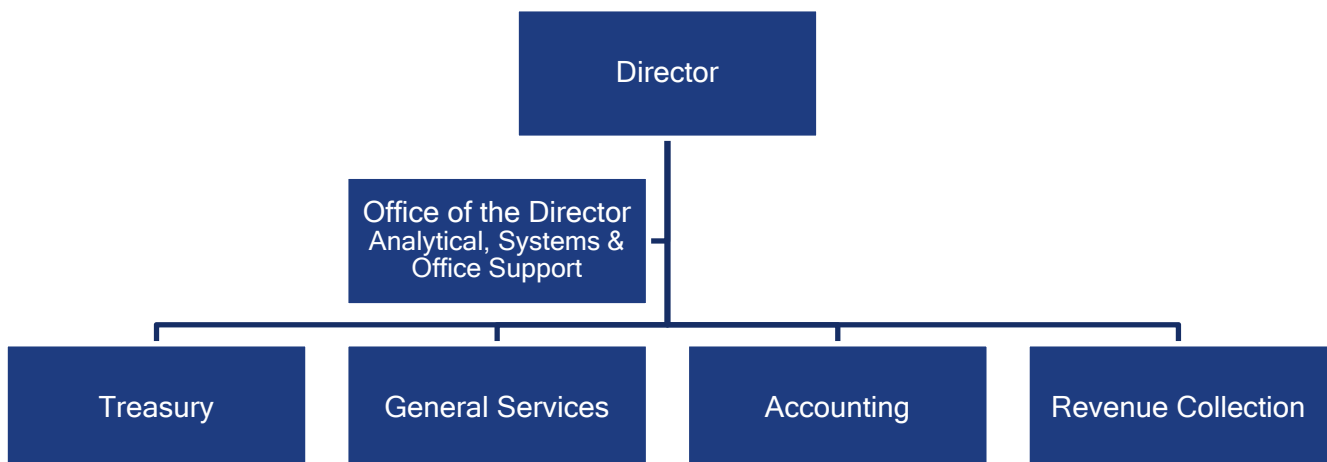 Director
Office of the Director
Analytical, Systems &
Office Support
Treasury
General Services
Accounting
Revenue Collection